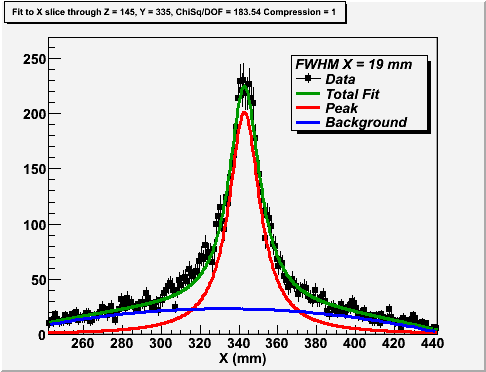 Fit to X slice through Z = 145, Y = 335, ChiSq/DOF = 183.54 Compression = 1
FWHM X = 19 mm
Data
Total Fit
Peak
Background
250
200
150
100
50
0
260 280 300 320 340 360 380 400 420 440
X (mm)